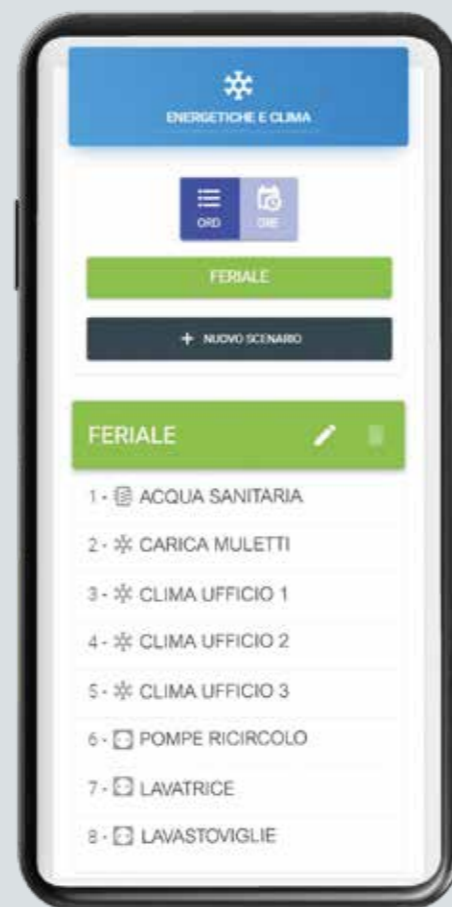 ENERGETICHE E CLIMA
ORD
ORE
FERIALE
+ NUOVO SCENARIO
FERIALE
1 - ACQUA SANITARIA
2 - CARICA MULETTI
3 - CLIMA UFFICIO 1
4 - CLIMA UFFICIO 2
5 - CLIMA UFFICIO 3
6 - POMPE RICIRCOLO
7 - LAVATRICE
8 - LAVASTOVIGLIE